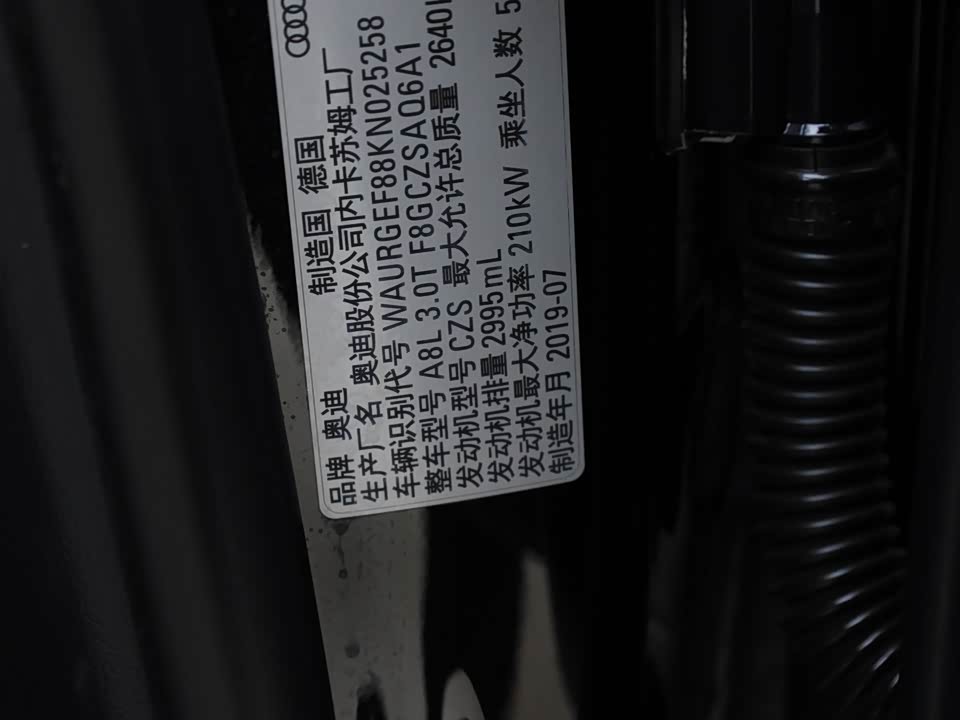 品牌 奥迪 制造国 德国
生产厂名 奥迪股份公司内卡苏姆工厂
车辆识别代号 WAURGEF88KN025258
整车型号 A8L 3.0T F8GCZSAQ6A1
发动机型号 CZS 最大允许总质量 2640
发动机排量 2995mL
发动机最大净功率 210kW 乘坐人数 5
制造年月 2019-07